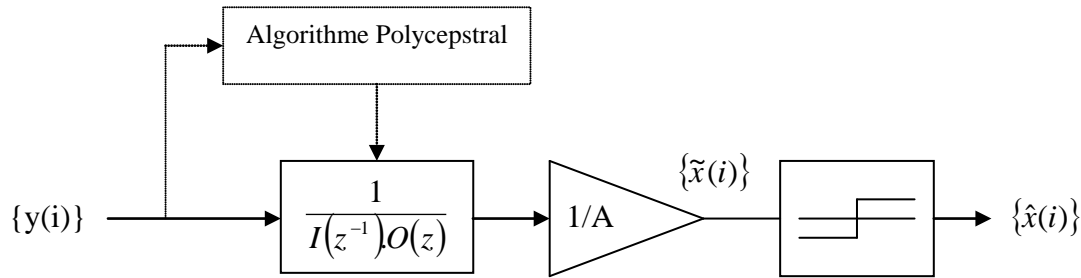 Algorithme Polycepstral
{y(i)}
1
I(z⁻¹).O(z)
1/A
{x̃(i)}
{x̂(i)}